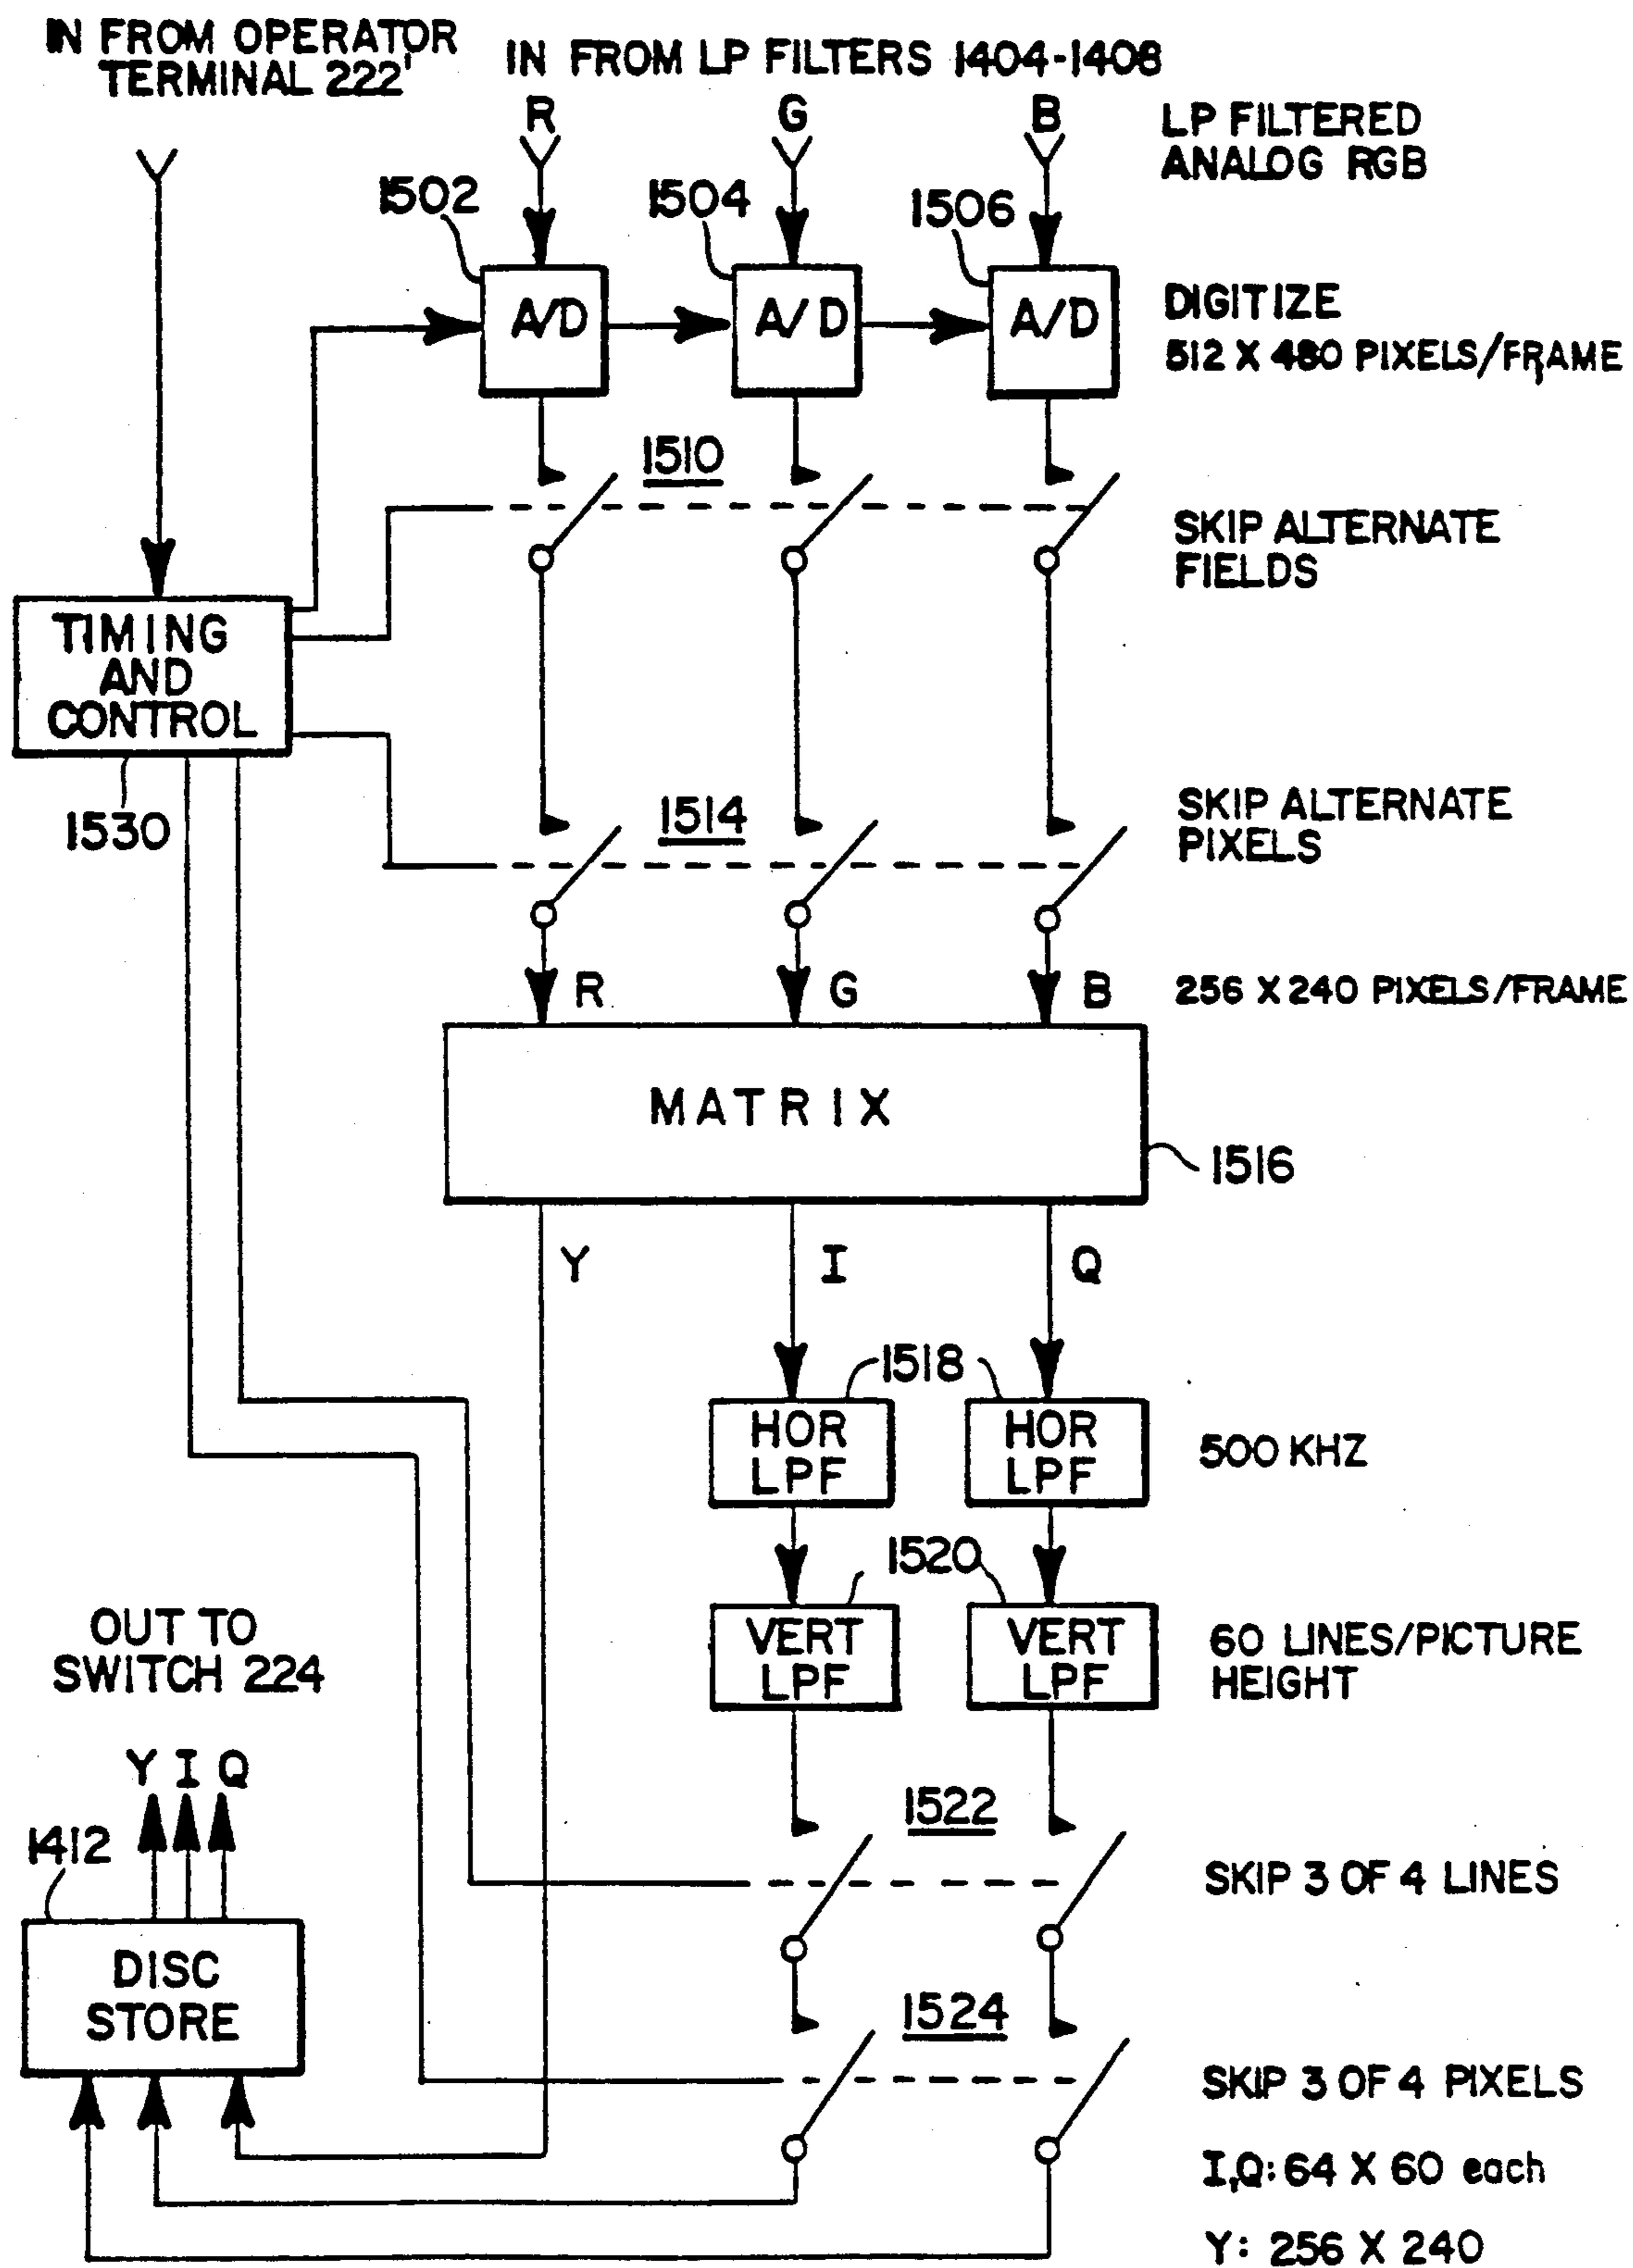 IN FROM OPERATOR
TERMINAL 222'
IN FROM LP FILTERS 1404-1408
R
G
B
LP FILTERED
ANALOG RGB
1502
1504
1506
A/D
A/D
A/D
DIGITIZE
512 X 480 PIXELS/FRAME
1510
SKIP ALTERNATE
FIELDS
TIMING
AND
CONTROL
1530
1514
SKIP ALTERNATE
PIXELS
R
G
B
256 X 240 PIXELS/FRAME
MATRIX
1516
Y
I
Q
1518
HOR
LPF
HOR
LPF
500 KHZ
1520
VERT
LPF
VERT
LPF
60 LINES/PICTURE
HEIGHT
OUT TO
SWITCH 224
Y I Q
1412
1522
SKIP 3 OF 4 LINES
DISC
STORE
1524
SKIP 3 OF 4 PIXELS
I,Q: 64 X 60 each
Y: 256 X 240